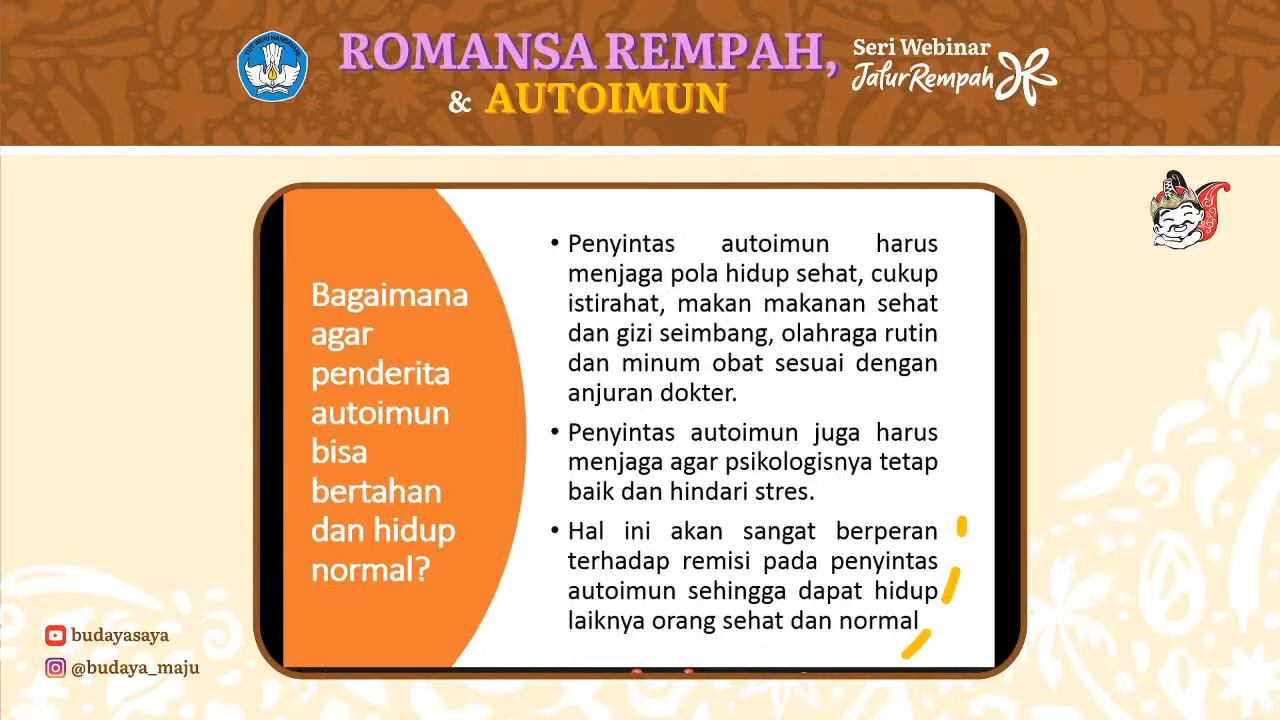 TUT WURI HANDAYANI
ROMANSA REMPAH,
& AUTOIMUN
Seri Webinar
JalurRempah
Bagaimana
agar
penderita
autoimun
bisa
bertahan
dan hidup
normal?
• Penyintas autoimun harus
menjaga pola hidup sehat, cukup
istirahat, makan makanan sehat
dan gizi seimbang, olahraga rutin
dan minum obat sesuai dengan
anjuran dokter.
• Penyintas autoimun juga harus
menjaga agar psikologisnya tetap
baik dan hindari stres.
• Hal ini akan sangat berperan
terhadap remisi pada penyintas
autoimun sehingga dapat hidup
laiknya orang sehat dan normal
budayasaya
@budaya_maju